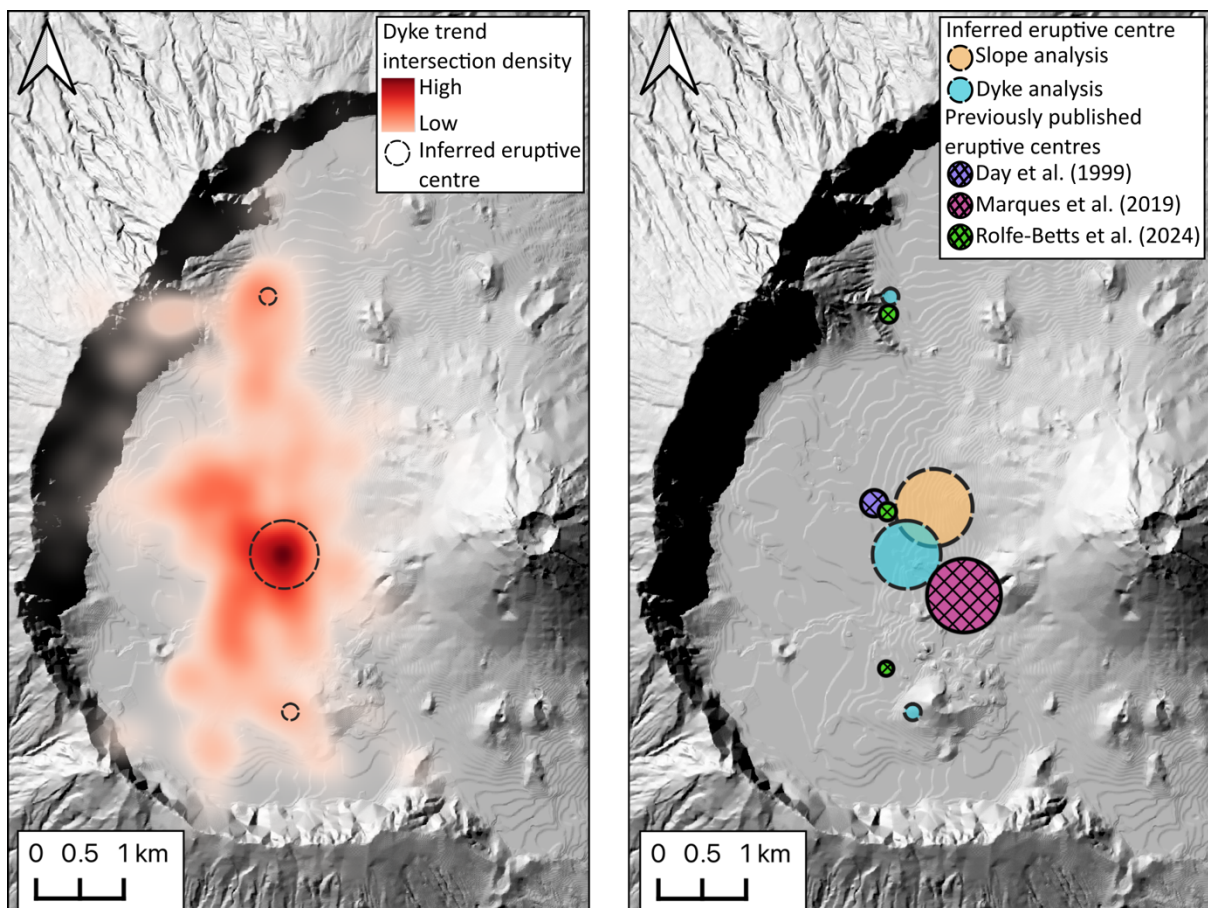 Dyke trend
intersection density
High
Low
Inferred eruptive
centre
0 0.5 1 km
Inferred eruptive centre
Slope analysis
Dyke analysis
Previously published
eruptive centres
Day et al. (1999)
Marques et al. (2019)
Rolfe-Betts et al. (2024)
0 0.5 1 km